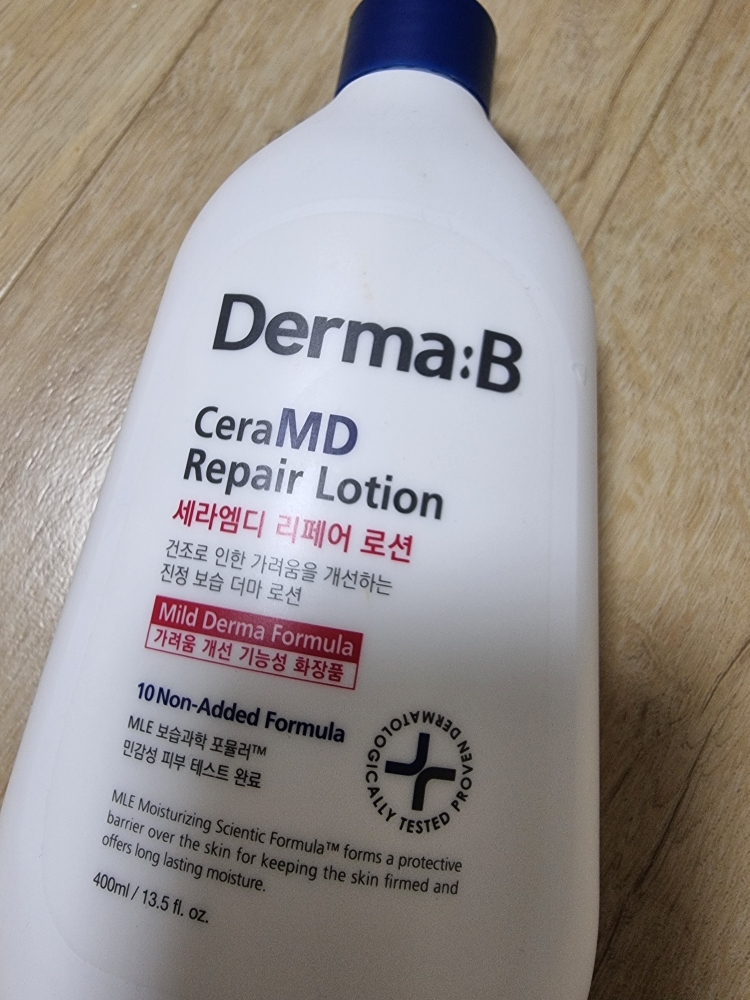 Derma:B
CeraMD
Repair Lotion
세라엠디 리페어 로션
건조로 인한 가려움을 개선하는
진정 보습 더마 로션
Mild Derma Formula
가려움 개선 기능성 화장품
10 Non-Added Formula
MLE 보습과학 포뮬러™
민감성 피부 테스트 완료
DERMATOLOGICALLY TESTED PROVEN
MLE Moisturizing Scientic Formula™ forms a protective
barrier over the skin for keeping the skin firmed and
offers long lasting moisture.
400ml / 13.5 fl. oz.